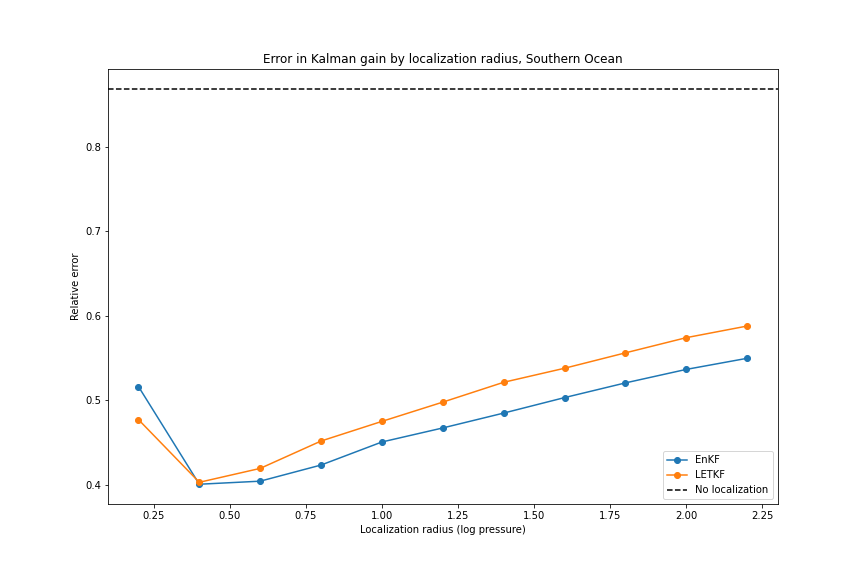 Error in Kalman gain by localization radius, Southern Ocean
Relative error
0.8
0.7
0.6
0.5
0.4
0.25 0.50 0.75 1.00 1.25 1.50 1.75 2.00 2.25
Localization radius (log pressure)
EnKF
LETKF
No localization